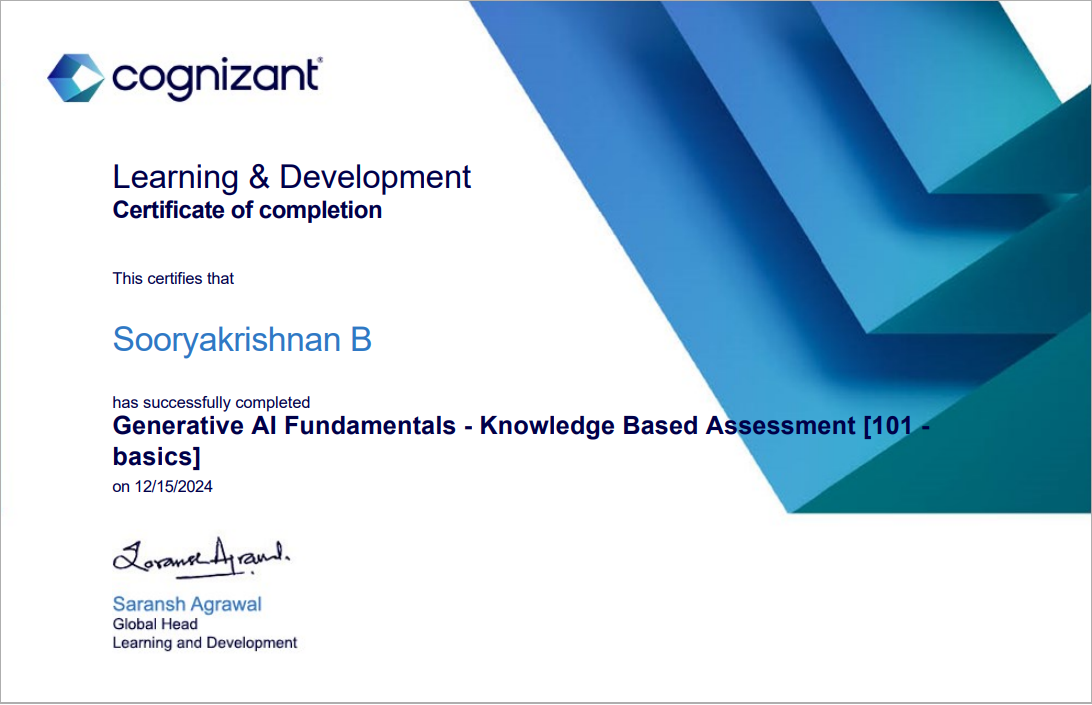 cognizant®
Learning & Development
Certificate of completion
This certifies that
Sooryakrishnan B
has successfully completed
Generative AI Fundamentals - Knowledge Based Assessment [101 -
basics]
on 12/15/2024
Saransh Agrawal.
Saransh Agrawal
Global Head
Learning and Development